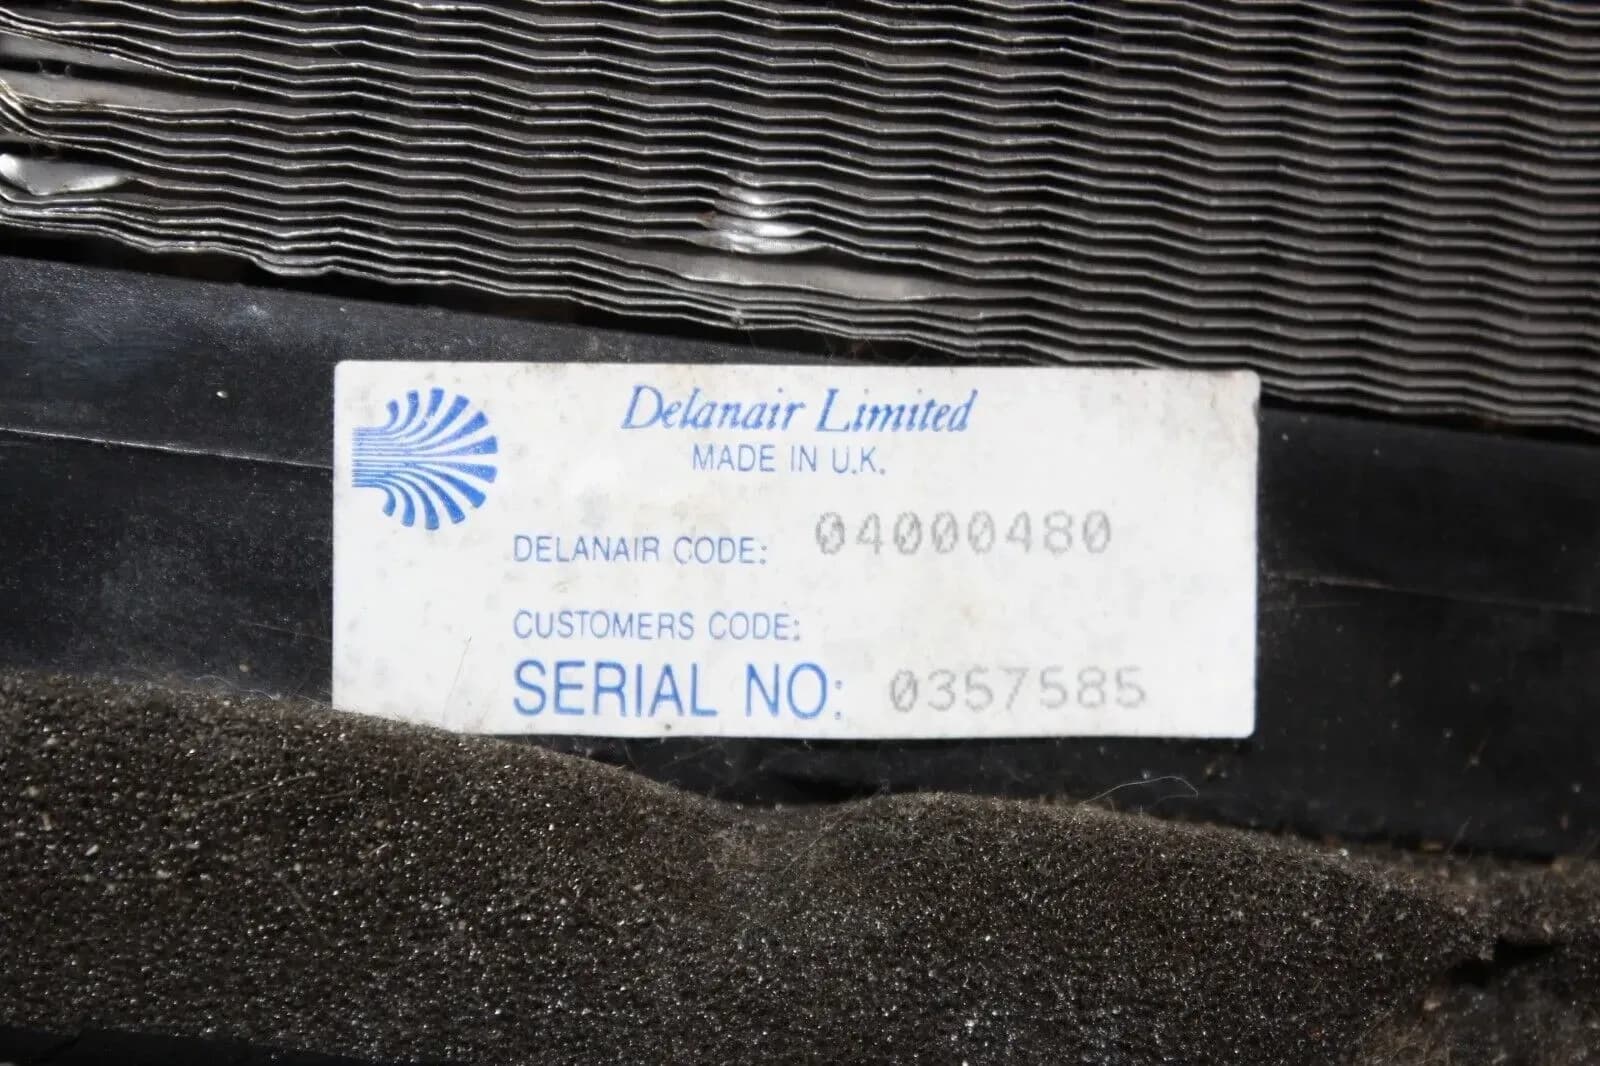 Delanair Limited
MADE IN U.K.
DELANAIR CODE: 04000480
CUSTOMERS CODE:
SERIAL NO: 0357585